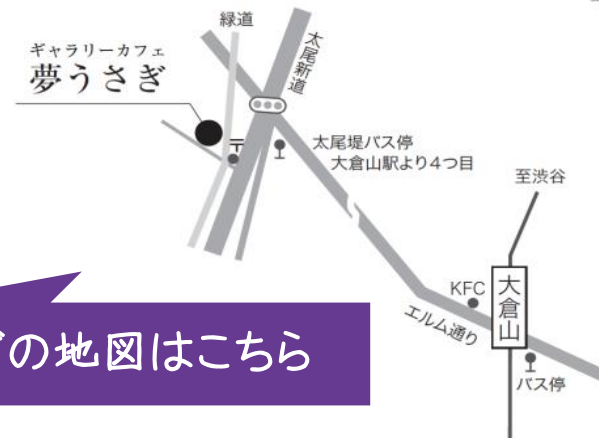 緑道
太尾新道
ギャラリーカフェ
夢うさぎ
〒
太尾堤バス停
大倉山駅より4つ目
至渋谷
KFC
大倉山
エルム通り
バス停
の地図はこちら